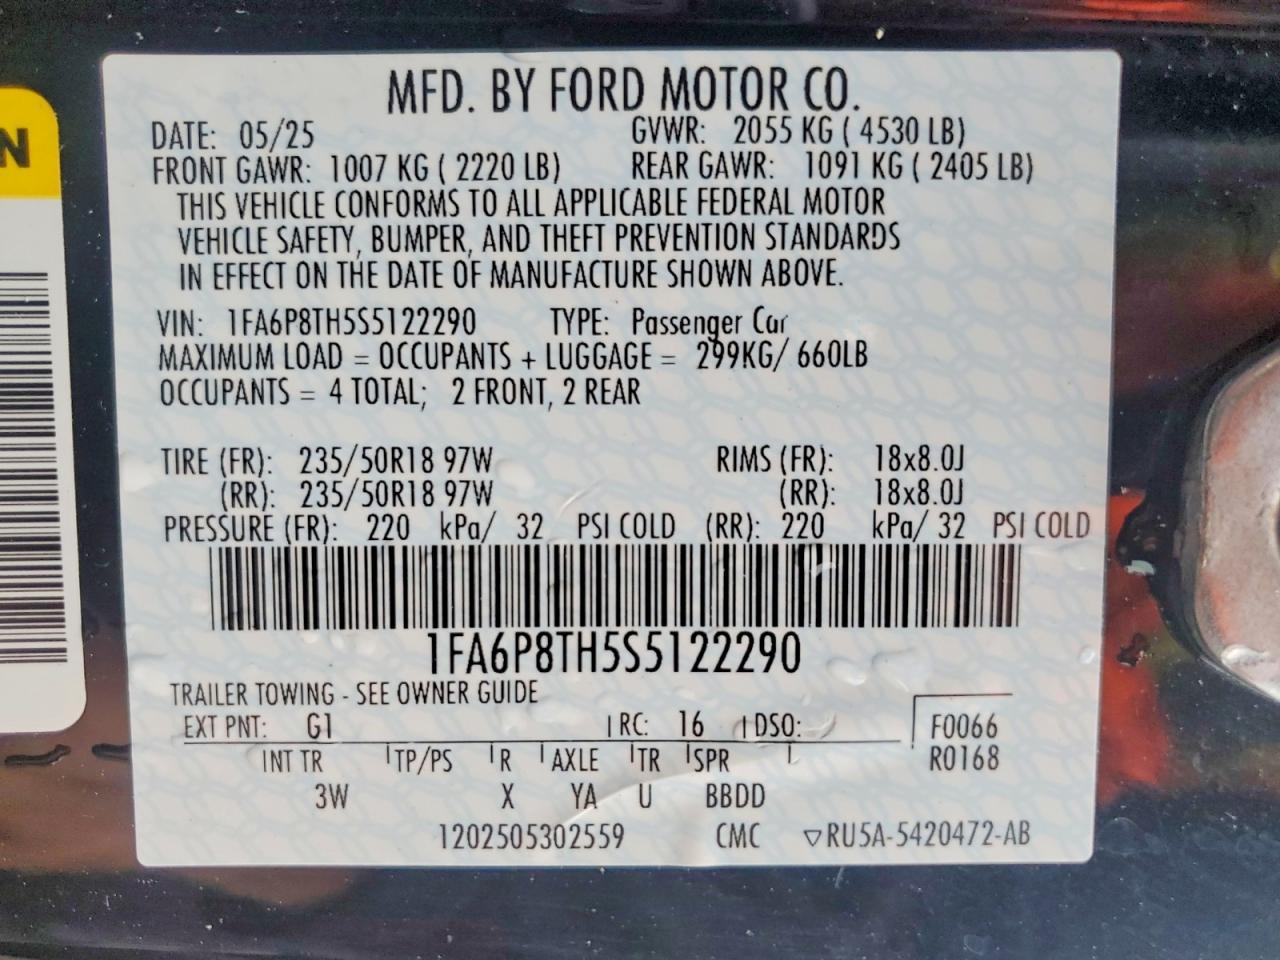 N
MFD. BY FORD MOTOR CO.
DATE: 05/25 GVWR: 2055 KG ( 4530 LB)
FRONT GAWR: 1007 KG ( 2220 LB) REAR GAWR: 1091 KG ( 2405 LB)
THIS VEHICLE CONFORMS TO ALL APPLICABLE FEDERAL MOTOR
VEHICLE SAFETY, BUMPER, AND THEFT PREVENTION STANDARDS
IN EFFECT ON THE DATE OF MANUFACTURE SHOWN ABOVE.
VIN: 1FA6P8TH5S5122290 TYPE: Passenger Car
MAXIMUM LOAD = OCCUPANTS + LUGGAGE = 299KG/ 660LB
OCCUPANTS = 4 TOTAL; 2 FRONT, 2 REAR
TIRE (FR): 235/50R18 97W RIMS (FR): 18x8.0J
(RR): 235/50R18 97W (RR): 18x8.0J
PRESSURE (FR): 220 kPa/ 32 PSI COLD (RR): 220 kPa/ 32 PSI COLD
1FA6P8TH5S5122290
TRAILER TOWING - SEE OWNER GUIDE
EXT PNT: G1 RC: 16 DSO: F0066
INT TR TP/PS R AXLE TR SPR R0168
3W X YA U BBDD
1202505302559 CMC ▽RU5A-5420472-AB